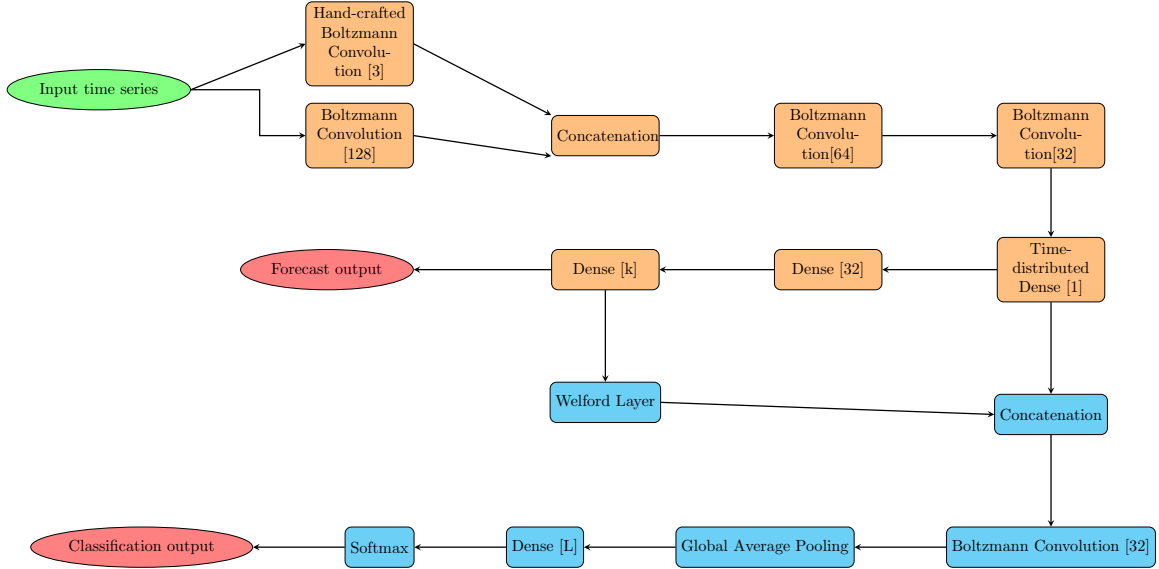 Hand-crafted
Boltzmann
Convolu-
tion [3]
Input time series
Boltzmann
Convolution
[128]
Concatenation
Boltzmann
Convolu-
tion[64]
Boltzmann
Convolu-
tion[32]
Forecast output
Dense [k]
Dense [32]
Time-
distributed
Dense [1]
Welford Layer
Concatenation
Classification output
Softmax
Dense [L]
Global Average Pooling
Boltzmann Convolution [32]